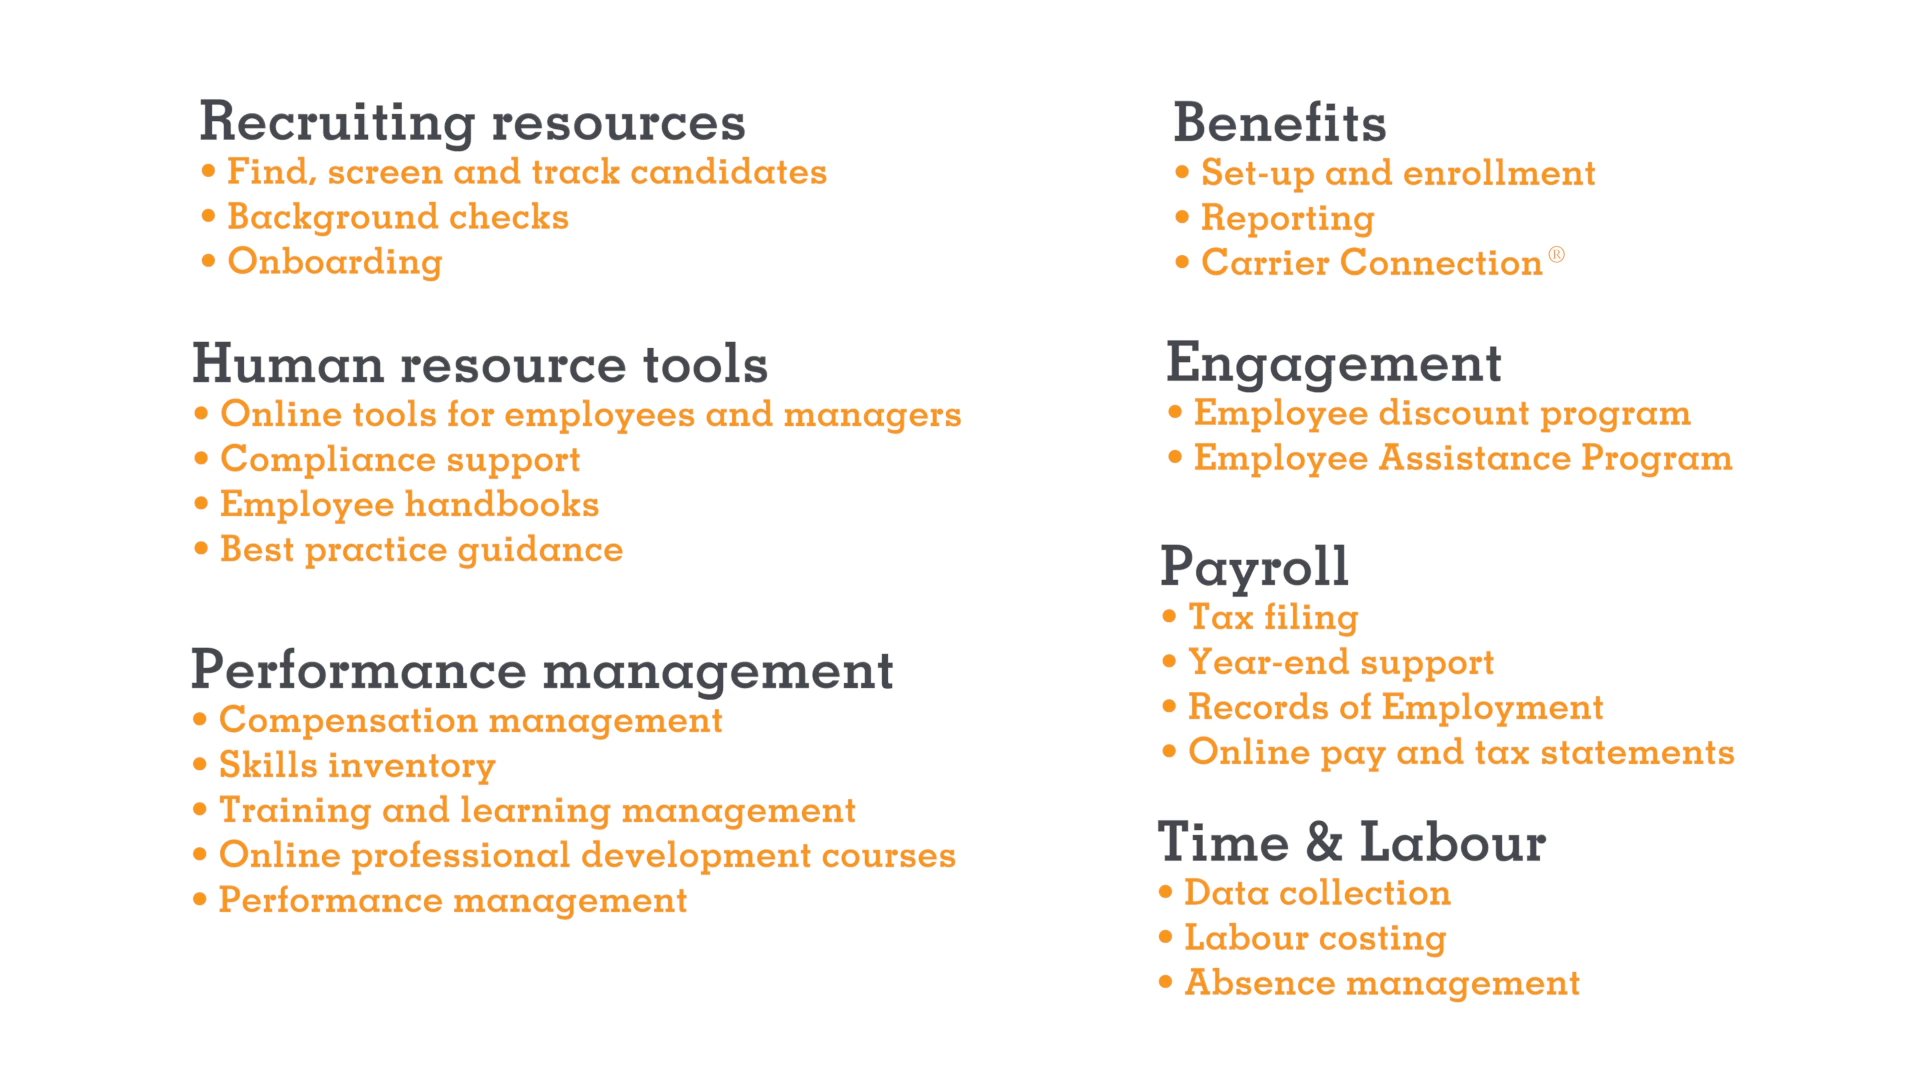 Recruiting resources
• Find, screen and track candidates
• Background checks
• Onboarding
Human resource tools
• Online tools for employees and managers
• Compliance support
• Employee handbooks
• Best practice guidance
Performance management
• Compensation management
• Skills inventory
• Training and learning management
• Online professional development courses
• Performance management
Benefits
• Set-up and enrollment
• Reporting
• Carrier Connection®
Engagement
• Employee discount program
• Employee Assistance Program
Payroll
• Tax filing
• Year-end support
• Records of Employment
• Online pay and tax statements
Time & Labour
• Data collection
• Labour costing
• Absence management